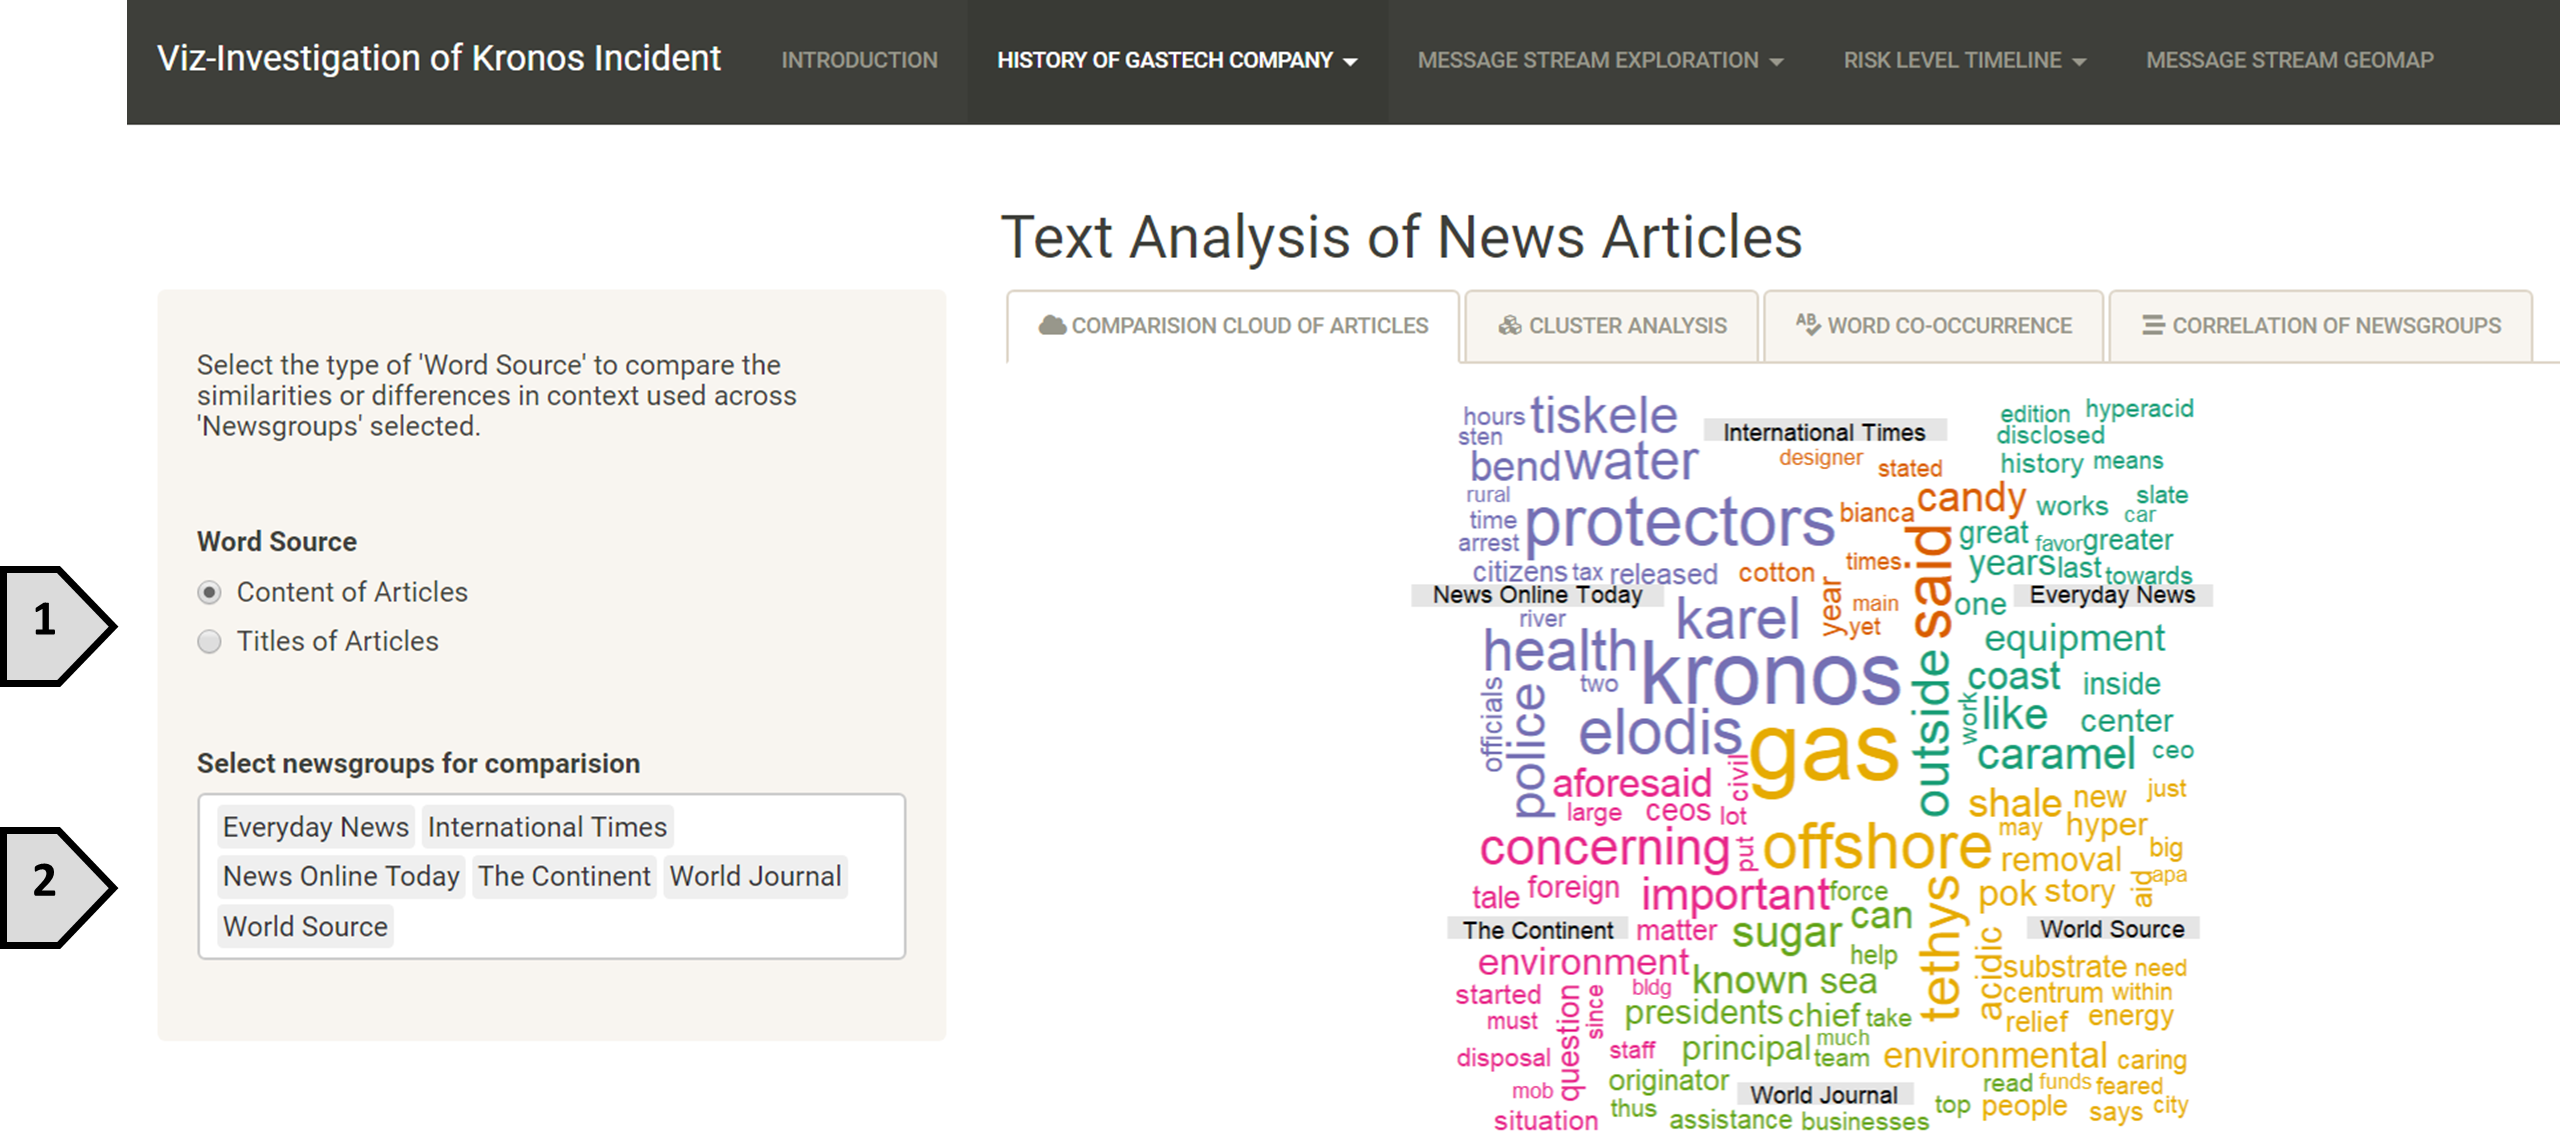 Viz-Investigation of Kronos Incident INTRODUCTION HISTORY OF GASTECH COMPANY MESSAGE STREAM EXPLORATION RISK LEVEL TIMELINE MESSAGE STREAM GEOMAP
Text Analysis of News Articles
COMPARISION CLOUD OF ARTICLES CLUSTER ANALYSIS WORD CO-OCCURRENCE CORRELATION OF NEWSGROUPS
Select the type of 'Word Source' to compare the
similarities or differences in context used across
'Newsgroups' selected.
Word Source
Content of Articles
Titles of Articles
1
Select newsgroups for comparision
Everyday News International Times
News Online Today The Continent World Journal
World Source
2
hours tiskele International Times edition hyperacid
sten disclosed
bend water designer stated history means
rural candy works slate
time protectors bianca car
arrest great favor greater
citizens tax released cotton times said years last towards
News Online Today karel year main one Everyday News
river yet
health kronos equipment
officials police two outside coast inside
work like center
elodis gas caramel ceo
aforesaid civil shale new just
large ceos lot may hyper
concerning put offshore removal big
tale foreign important force tethys pok story aid apa
The Continent matter sugar can acidic World Source
environment help
known sea substrate need
started question since bldg centrum within
must presidents chief take relief energy
disposal staff principal much team environmental caring
mob originator World Journal read funds feared
situation thus assistance businesses top people says city